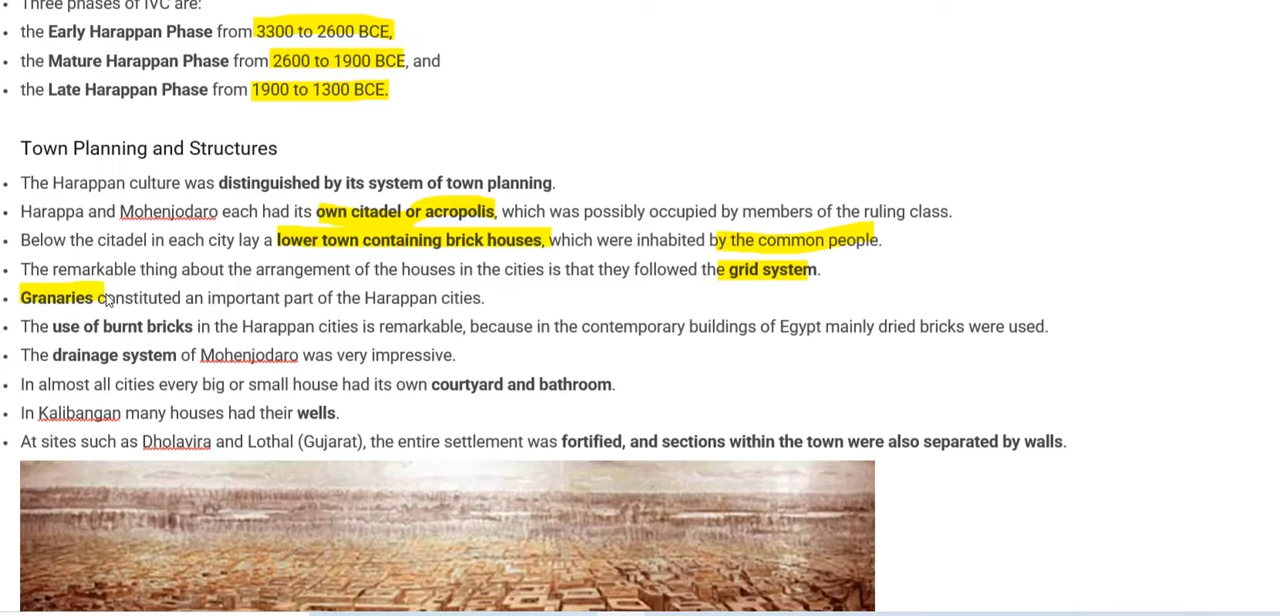 • Three phases of IVC are:
• the Early Harappan Phase from 3300 to 2600 BCE,
• the Mature Harappan Phase from 2600 to 1900 BCE, and
• the Late Harappan Phase from 1900 to 1300 BCE.
Town Planning and Structures
• The Harappan culture was distinguished by its system of town planning.
• Harappa and Mohenjodaro each had its own citadel or acropolis, which was possibly occupied by members of the ruling class.
• Below the citadel in each city lay a lower town containing brick houses, which were inhabited by the common people.
• The remarkable thing about the arrangement of the houses in the cities is that they followed the grid system.
• Granaries constituted an important part of the Harappan cities.
• The use of burnt bricks in the Harappan cities is remarkable, because in the contemporary buildings of Egypt mainly dried bricks were used.
• The drainage system of Mohenjodaro was very impressive.
• In almost all cities every big or small house had its own courtyard and bathroom.
• In Kalibangan many houses had their wells.
• At sites such as Dholavira and Lothal (Gujarat), the entire settlement was fortified, and sections within the town were also separated by walls.